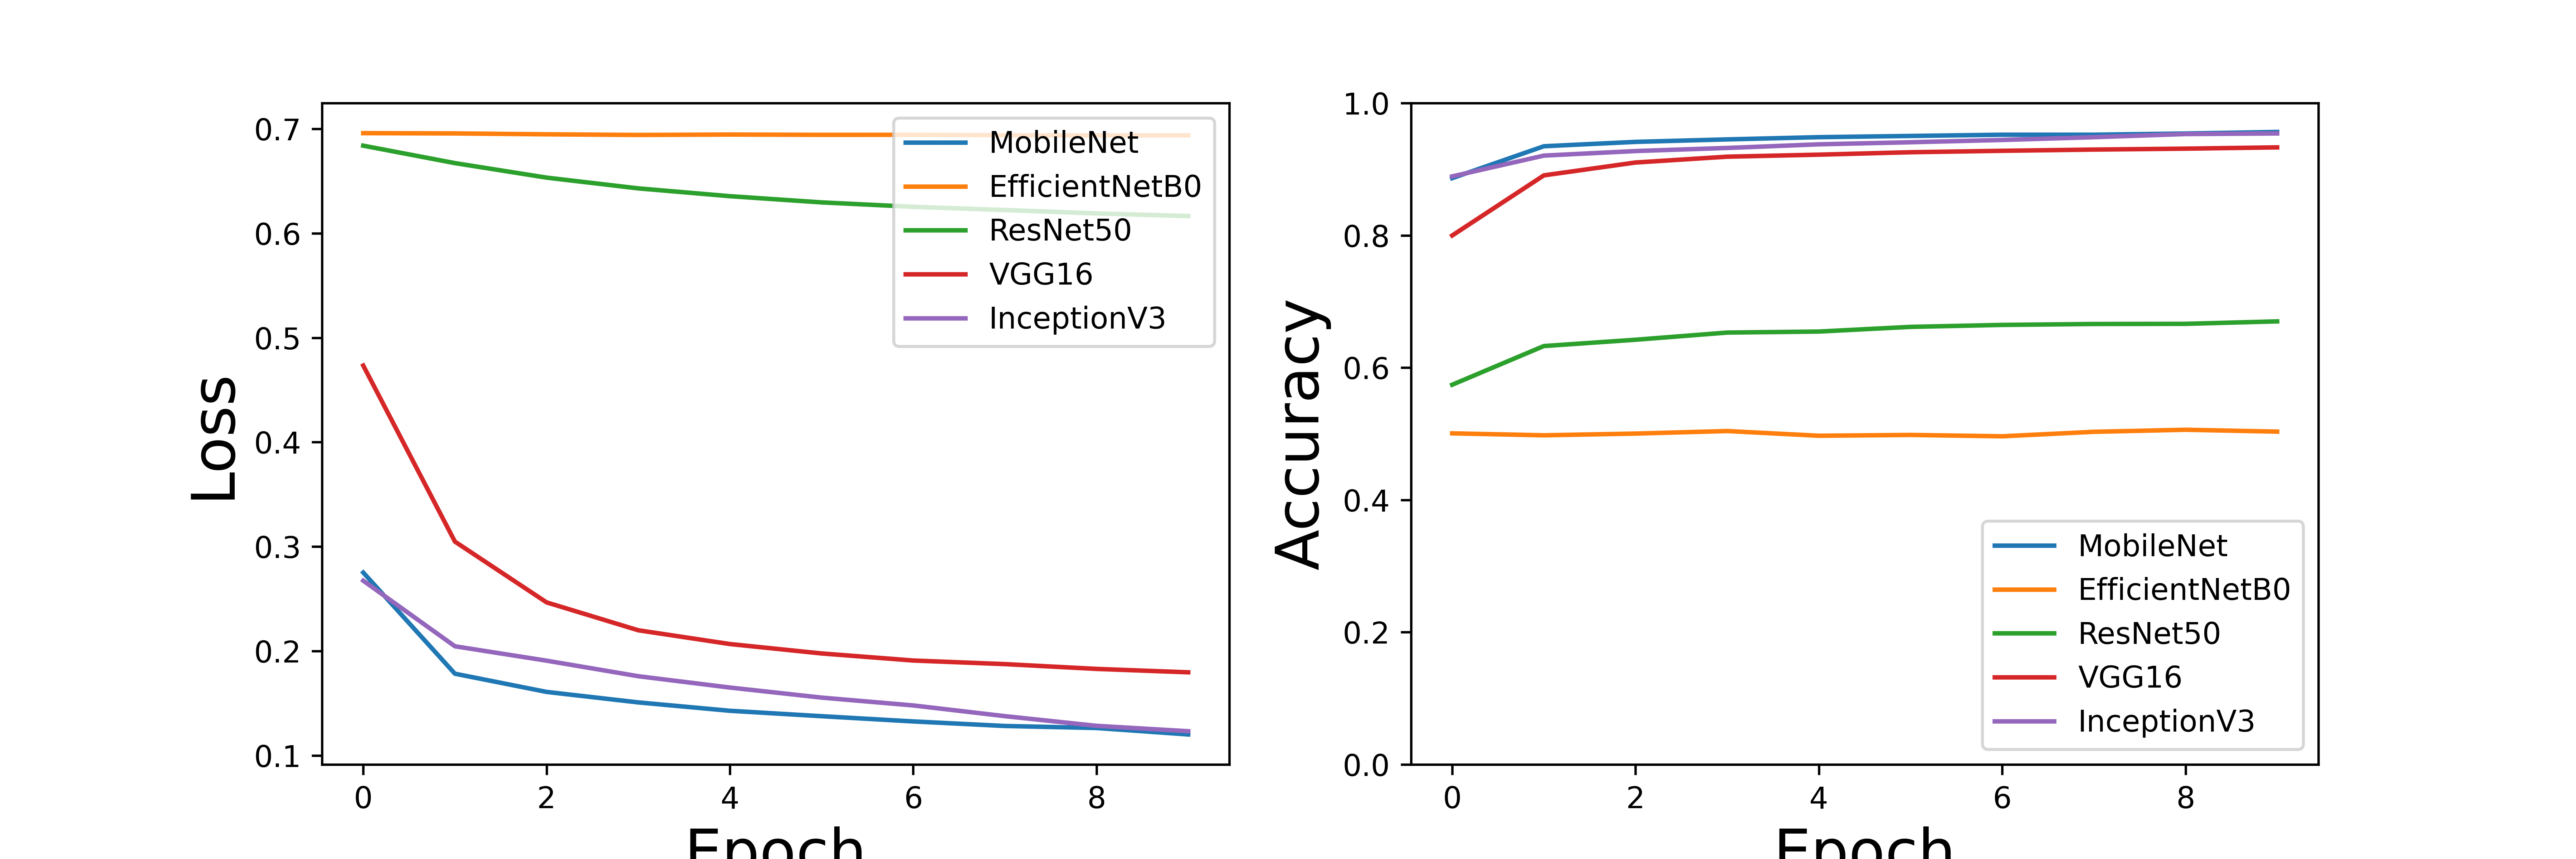 Loss
0.7
0.6
0.5
0.4
0.3
0.2
0.1
0 2 4 6 8
Epoch
MobileNet
EfficientNetB0
ResNet50
VGG16
InceptionV3
Accuracy
1.0
0.8
0.6
0.4
0.2
0.0
0 2 4 6 8
Epoch
MobileNet
EfficientNetB0
ResNet50
VGG16
InceptionV3